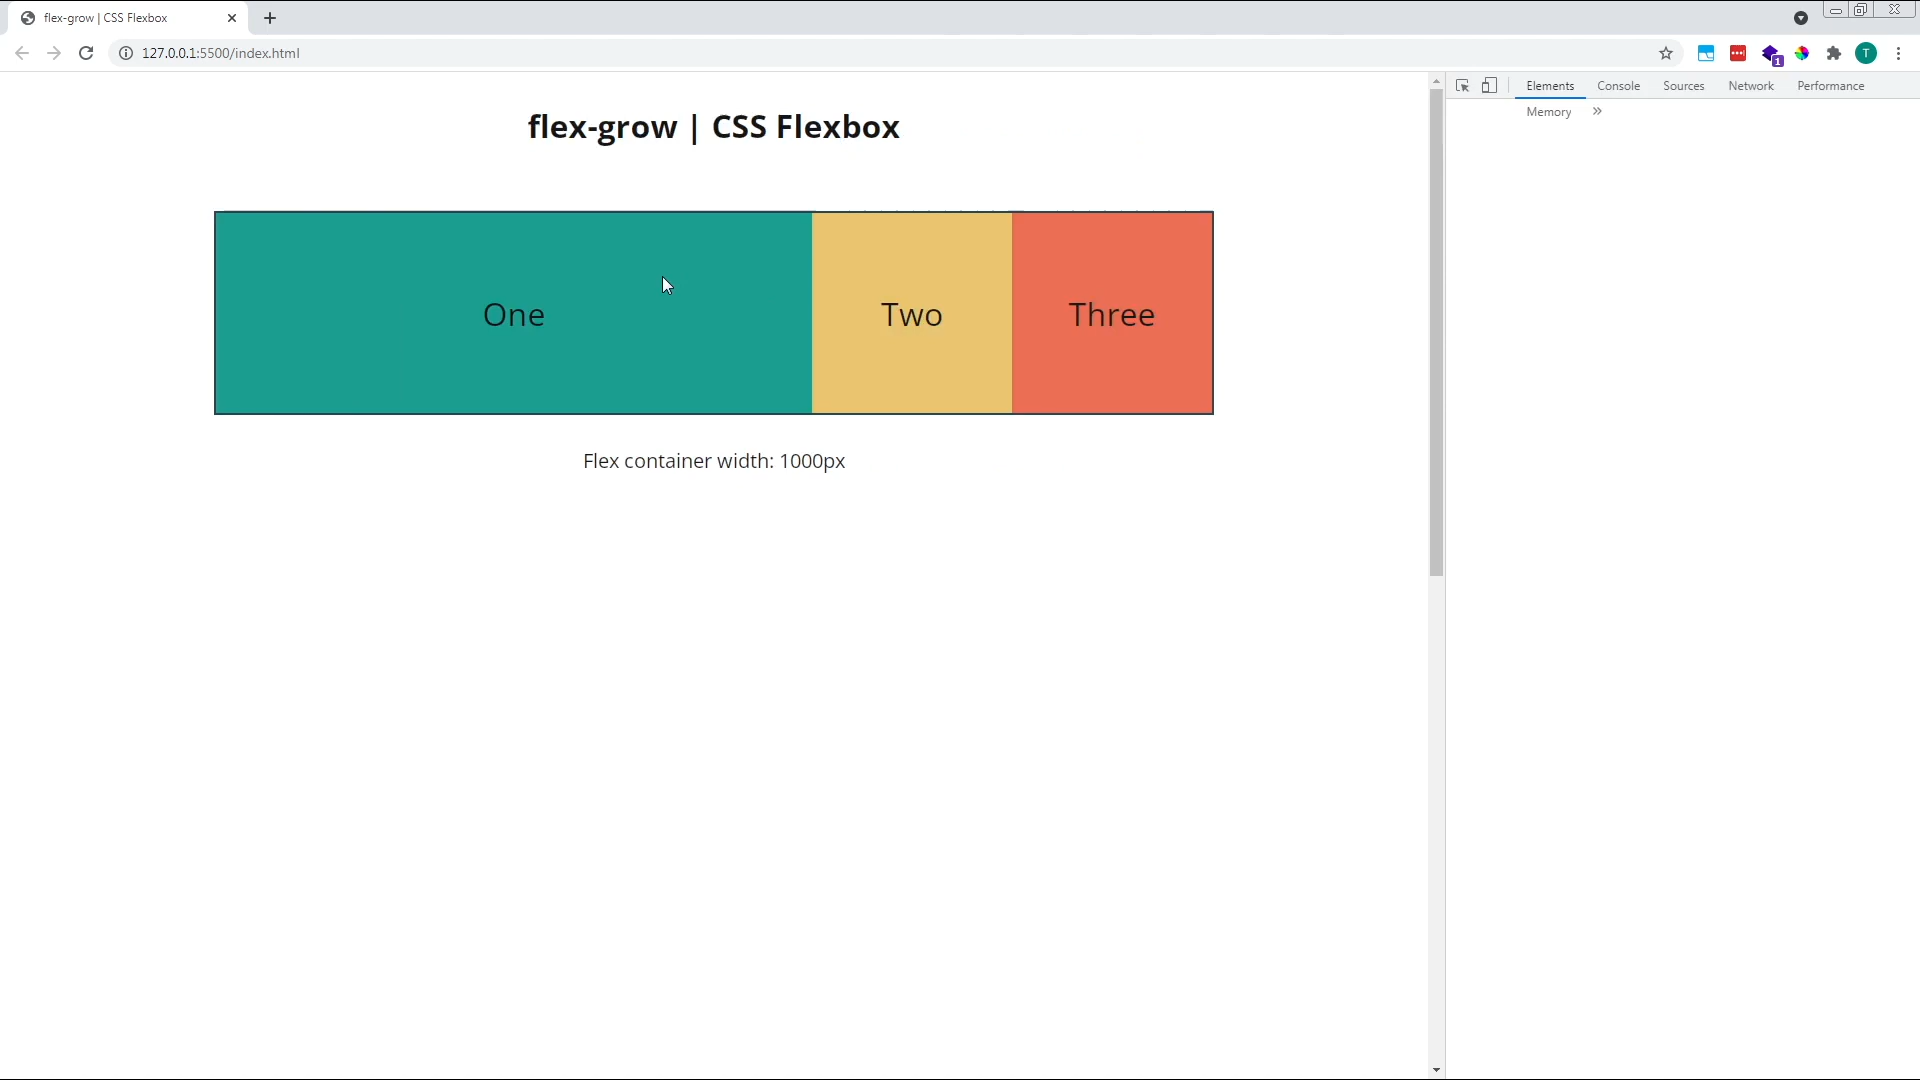 flex-grow | CSS Flexbox
127.0.0.1:5500/index.html
1
T
Elements Console Sources Network Performance
Memory
flex-grow | CSS Flexbox
One Two Three
Flex container width: 1000px